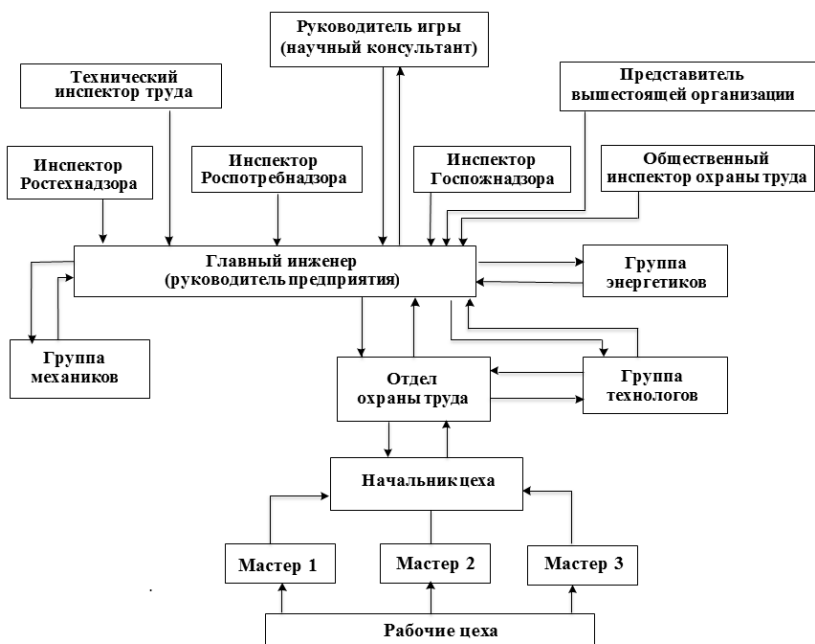 Руководитель игры
(научный консультант)
Технический
инспектор труда
Представитель
вышестоящей организации
Инспектор
Ростехнадзора
Инспектор
Роспотребнадзора
Инспектор
Госпожнадзора
Общественный
инспектор охраны труда
Главный инженер
(руководитель предприятия)
Группа
энергетиков
Группа
механиков
Отдел
охраны труда
Группа
технологов
Начальник цеха
Мастер 1
Мастер 2
Мастер 3
Рабочие цеха